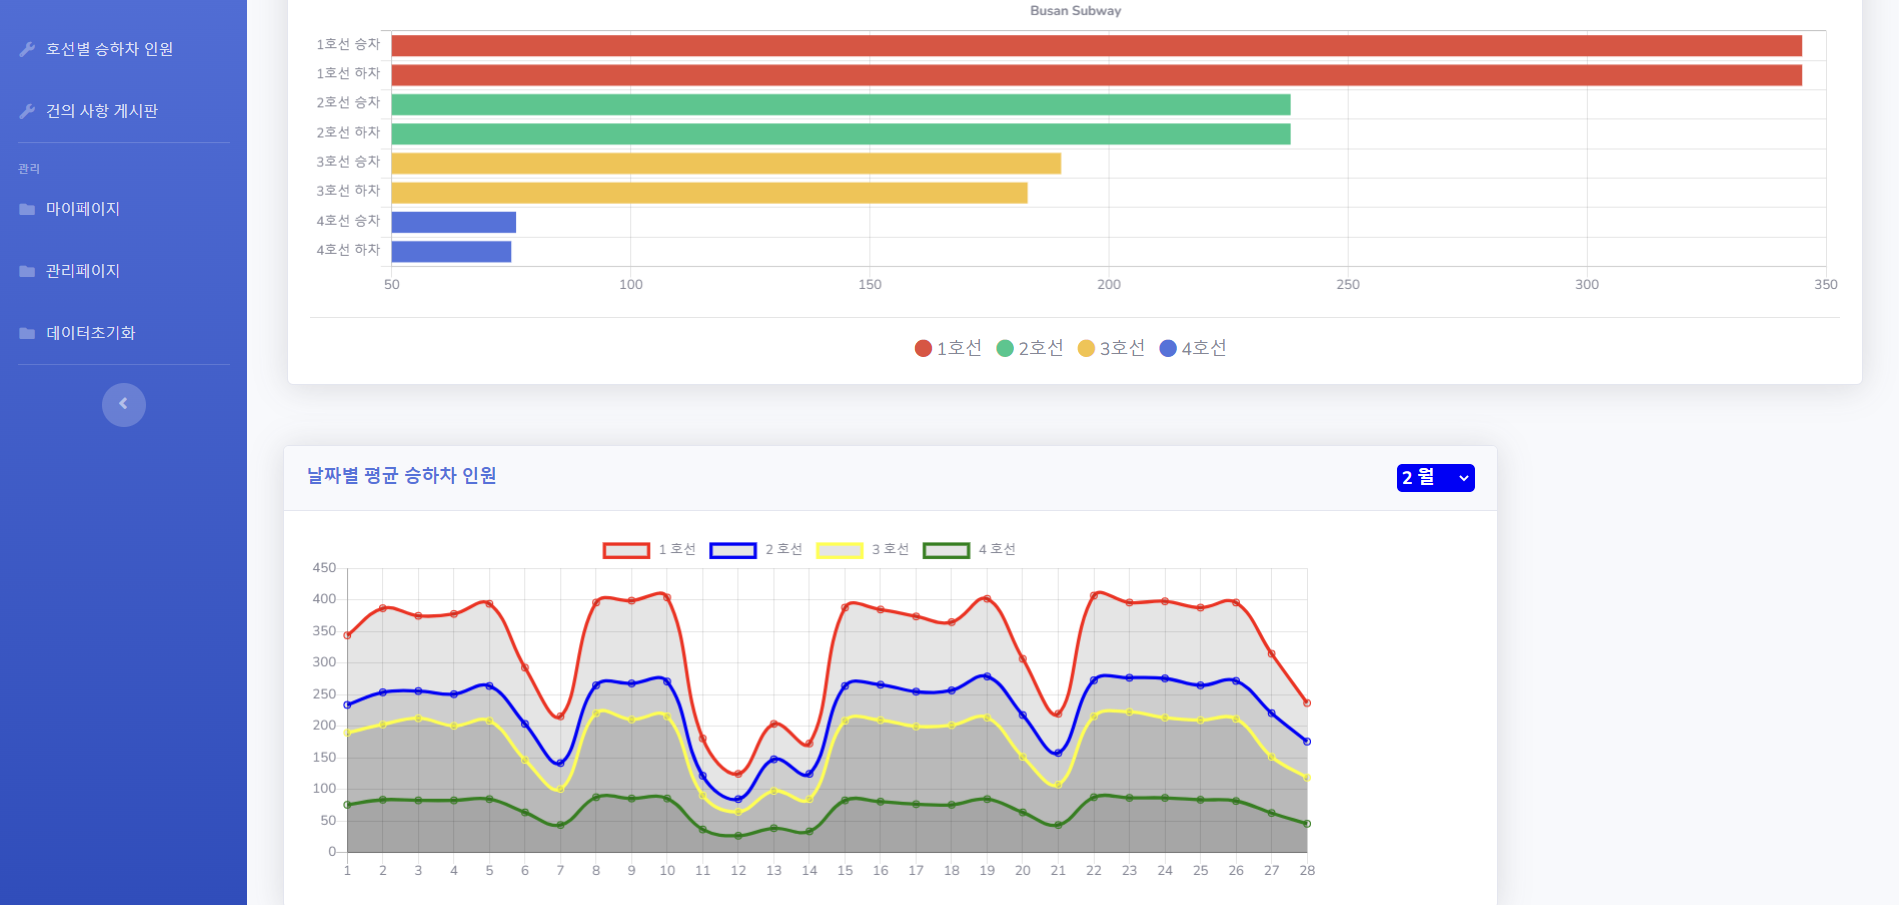 호선별 승하차 인원
건의 사항 게시판
관리
마이페이지
관리페이지
데이터초기화
Busan Subway
1호선 승차
1호선 하차
2호선 승차
2호선 하차
3호선 승차
3호선 하차
4호선 승차
4호선 하차
50 100 150 200 250 300 350
1호선 2호선 3호선 4호선
날짜별 평균 승하차 인원
2 월
1 호선 2 호선 3 호선 4 호선
450
400
350
300
250
200
150
100
50
0
1 2 3 4 5 6 7 8 9 10 11 12 13 14 15 16 17 18 19 20 21 22 23 24 25 26 27 28